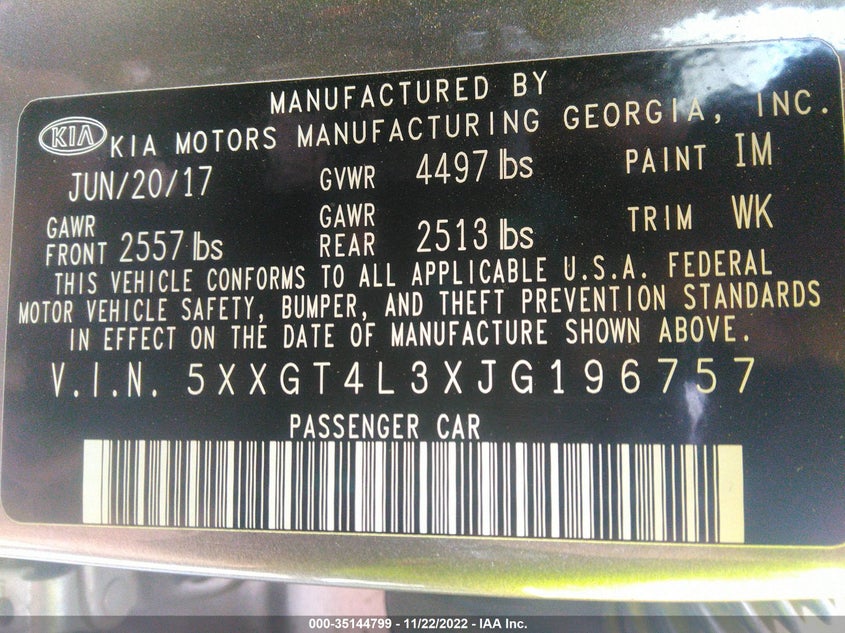 MANUFACTURED BY
KIA KIA MOTORS MANUFACTURING GEORGIA, INC.
JUN/20/17 GVWR 4497 lbs PAINT IM
GAWR FRONT 2557 lbs GAWR REAR 2513 lbs TRIM WK
THIS VEHICLE CONFORMS TO ALL APPLICABLE U.S.A. FEDERAL
MOTOR VEHICLE SAFETY, BUMPER, AND THEFT PREVENTION STANDARDS
IN EFFECT ON THE DATE OF MANUFACTURE SHOWN ABOVE.
V.I.N. 5XXGT4L3XJG196757
PASSENGER CAR
000-35144799 - 11/22/2022 - IAA Inc.